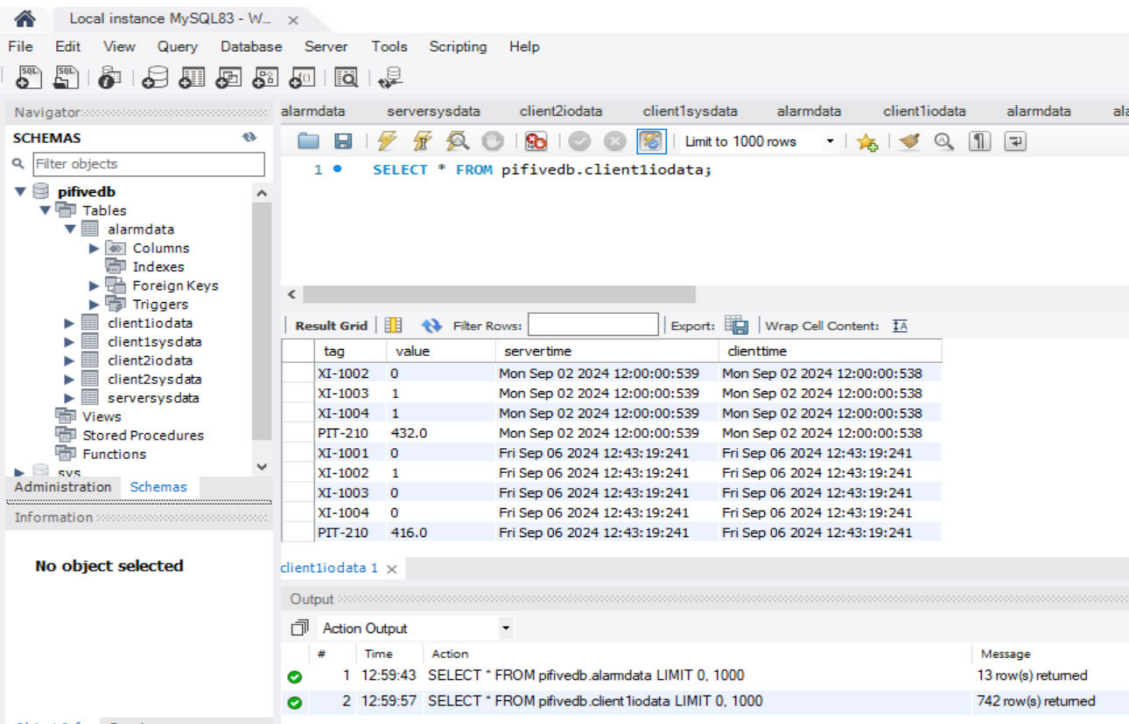 Local instance MySQL83 - W... ×
File Edit View Query Database Server Tools Scripting Help
Navigator
SCHEMAS
Filter objects
pifivedb
Tables
alarmdata
Columns
Indexes
Foreign Keys
Triggers
client1iodata
client1sysdata
client2iodata
client2sysdata
serversysdata
Views
Stored Procedures
Functions
sys
Administration Schemas
Information
No object selected
alarmdata serversysdata client2iodata client1sysdata alarmdata client1iodata alarmdata
Limit to 1000 rows
1 SELECT * FROM pifivedb.client1iodata;
Result Grid Filter Rows: Export: Wrap Cell Content:
tag value servertime clienttime
XI-1002 0 Mon Sep 02 2024 12:00:00:539 Mon Sep 02 2024 12:00:00:538
XI-1003 1 Mon Sep 02 2024 12:00:00:539 Mon Sep 02 2024 12:00:00:538
XI-1004 1 Mon Sep 02 2024 12:00:00:539 Mon Sep 02 2024 12:00:00:538
PIT-210 432.0 Mon Sep 02 2024 12:00:00:539 Mon Sep 02 2024 12:00:00:538
XI-1001 0 Fri Sep 06 2024 12:43:19:241 Fri Sep 06 2024 12:43:19:241
XI-1002 1 Fri Sep 06 2024 12:43:19:241 Fri Sep 06 2024 12:43:19:241
XI-1003 0 Fri Sep 06 2024 12:43:19:241 Fri Sep 06 2024 12:43:19:241
XI-1004 0 Fri Sep 06 2024 12:43:19:241 Fri Sep 06 2024 12:43:19:241
PIT-210 416.0 Fri Sep 06 2024 12:43:19:241 Fri Sep 06 2024 12:43:19:241
client1iodata 1 ×
Output
Action Output
# Time Action Message
1 12:59:43 SELECT * FROM pifivedb.alarmdata LIMIT 0, 1000 13 row(s) returned
2 12:59:57 SELECT * FROM pifivedb.client1iodata LIMIT 0, 1000 742 row(s) returned